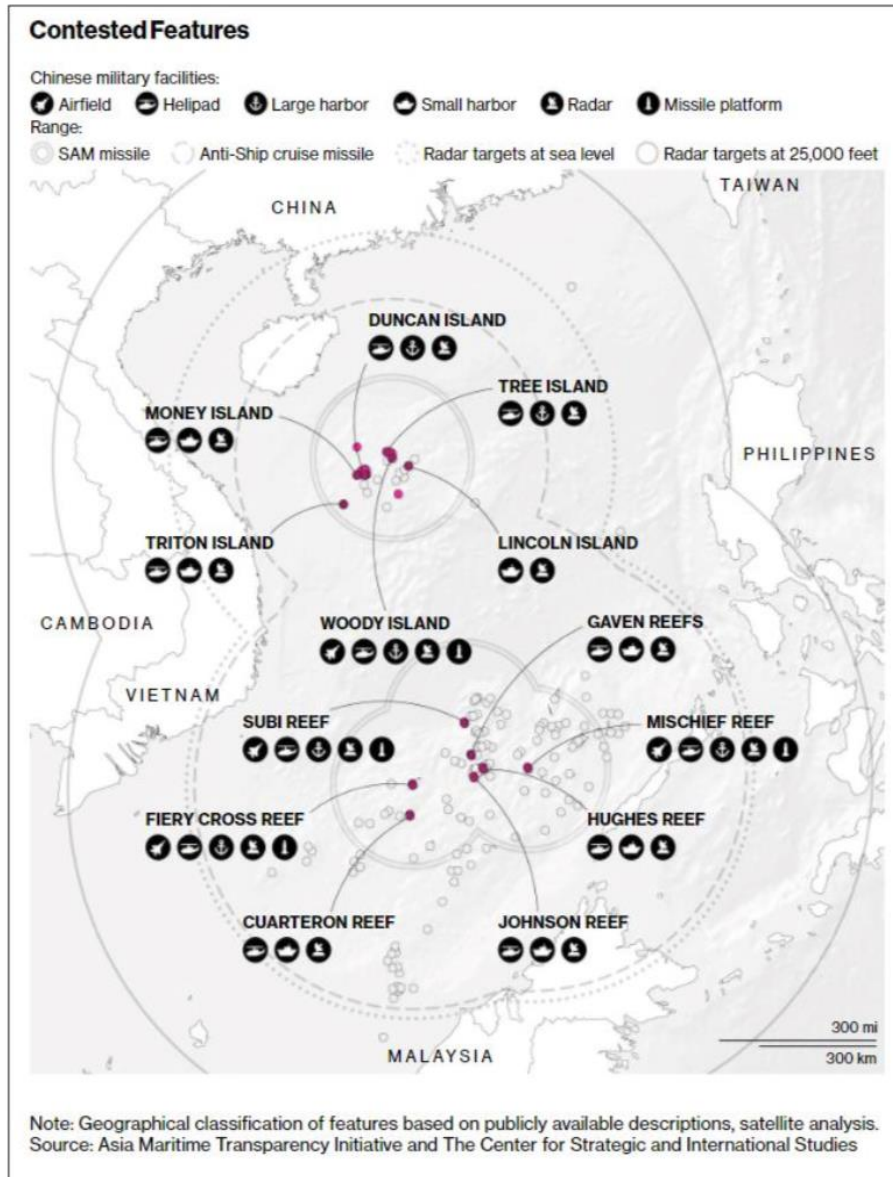 Contested Features
Chinese military facilities:
Airfield Helipad Large harbor Small harbor Radar Missile platform
Range:
SAM missile Anti-Ship cruise missile Radar targets at sea level Radar targets at 25,000 feet
TAIWAN
CHINA
DUNCAN ISLAND
TREE ISLAND
MONEY ISLAND
PHILIPPINES
TRITON ISLAND
LINCOLN ISLAND
CAMBODIA
WOODY ISLAND
GAVEN REEFS
VIETNAM
SUBI REEF
MISCHIEF REEF
FIERY CROSS REEF
HUGHES REEF
CUARTERON REEF
JOHNSON REEF
300 mi
300 km
MALAYSIA
Note: Geographical classification of features based on publicly available descriptions, satellite analysis.
Source: Asia Maritime Transparency Initiative and The Center for Strategic and International Studies